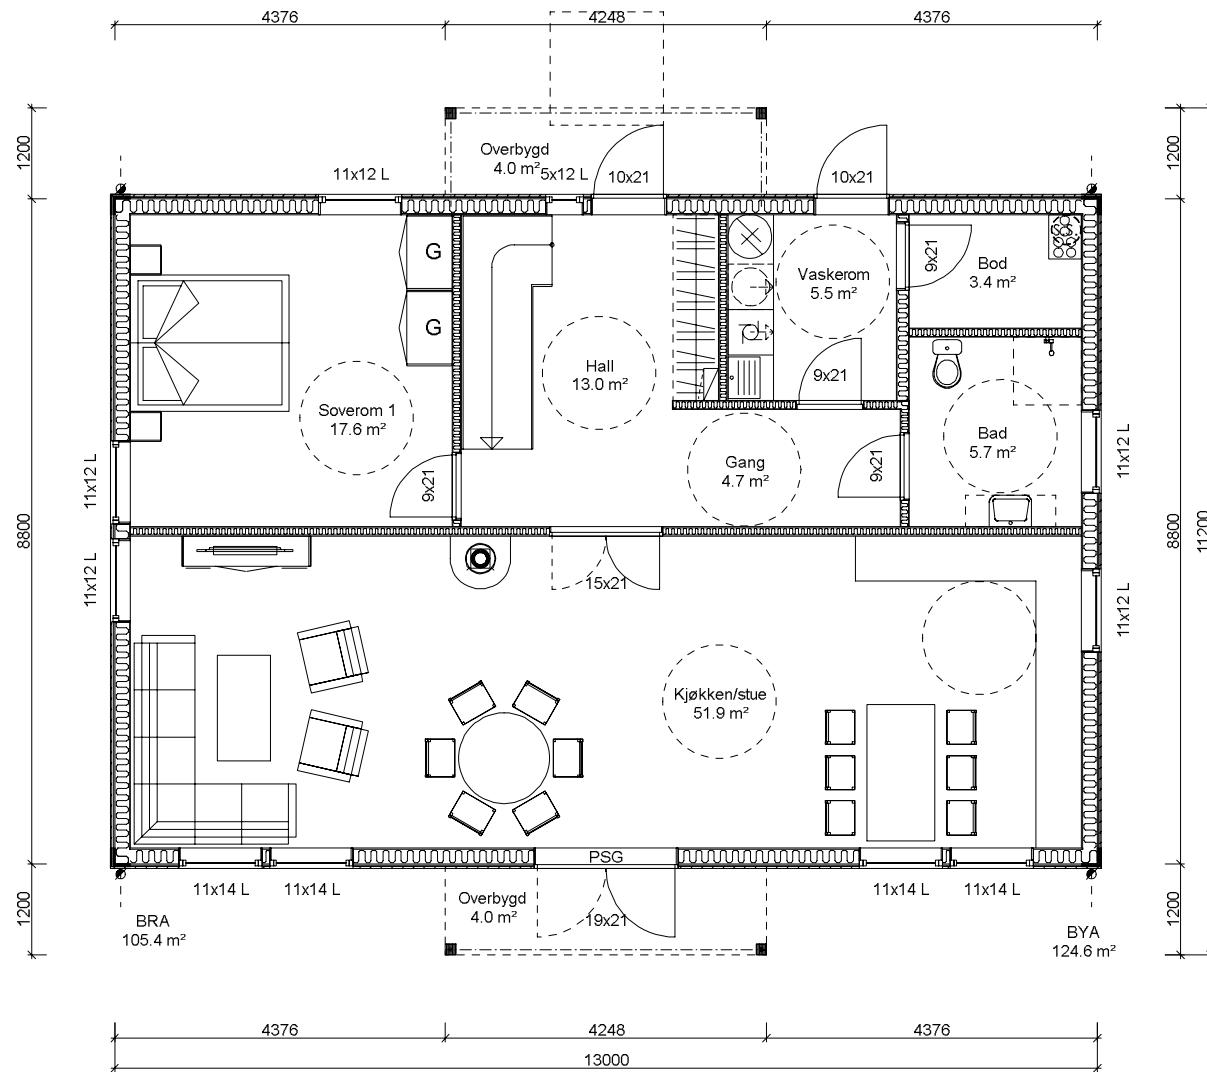 4376
4248
4376
1200
1200
Overbygd
4.0 m²
11x12 L
5x12 L
10x21
10x21
G
G
Vaskerom
5.5 m²
9x21
Bod
3.4 m²
Hall
13.0 m²
9x21
Soverom 1
17.6 m²
Bad
5.7 m²
Gang
4.7 m²
11x12 L
9x21
9x21
11x12 L
8800
8800
11200
11x12 L
15x21
11x12 L
Kjøkken/stue
51.9 m²
PSG
11x14 L
11x14 L
11x14 L
11x14 L
Overbygd
4.0 m²
19x21
1200
1200
BRA
105.4 m²
BYA
124.6 m²
4376
4248
4376
13000